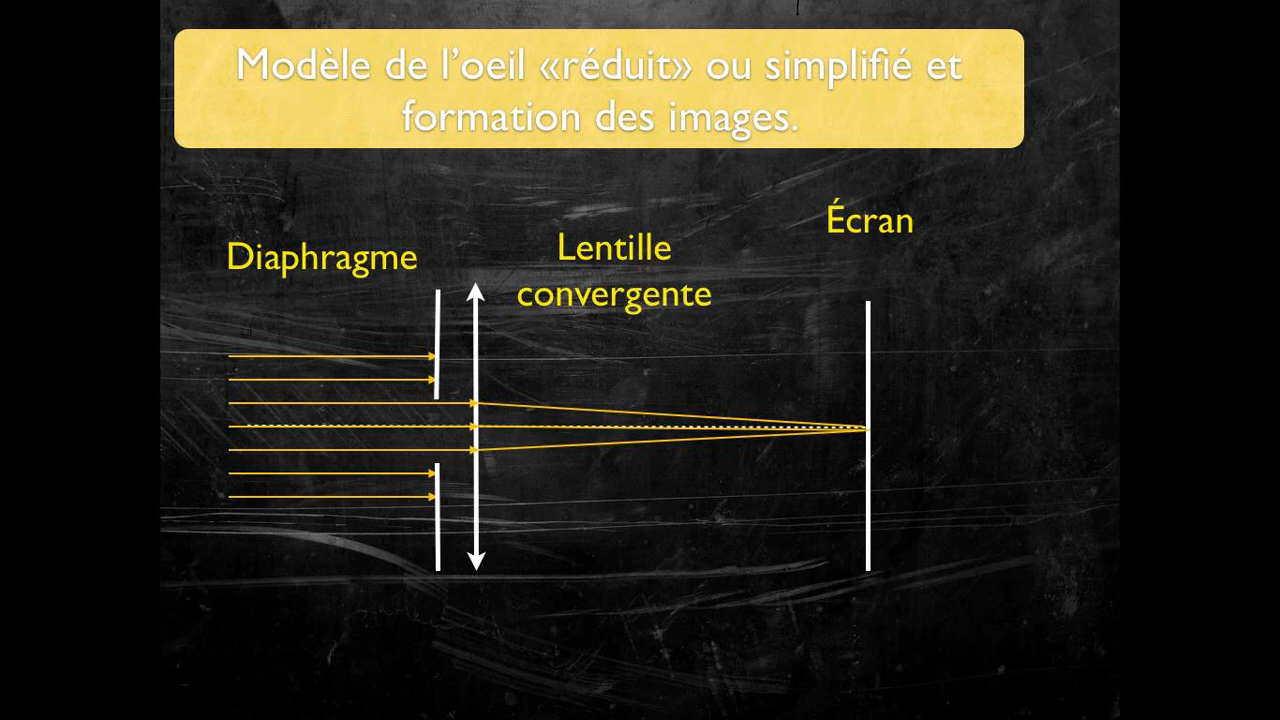 Modèle de l’oeil «réduit» ou simplifié et
formation des images.
Écran
Diaphragme
Lentille
convergente